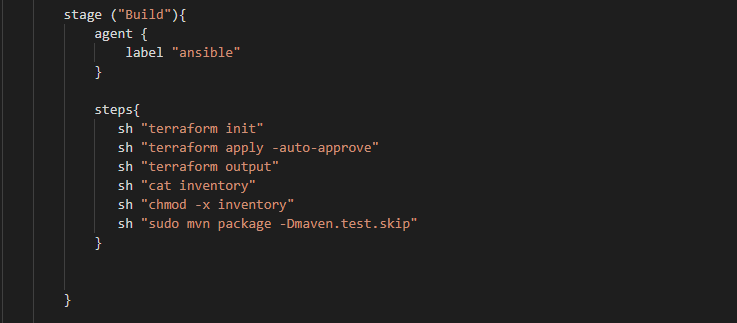 stage ("Build"){
agent {
label "ansible"
}
steps{
sh "terraform init"
sh "terraform apply -auto-approve"
sh "terraform output"
sh "cat inventory"
sh "chmod -x inventory"
sh "sudo mvn package -Dmaven.test.skip"
}
}